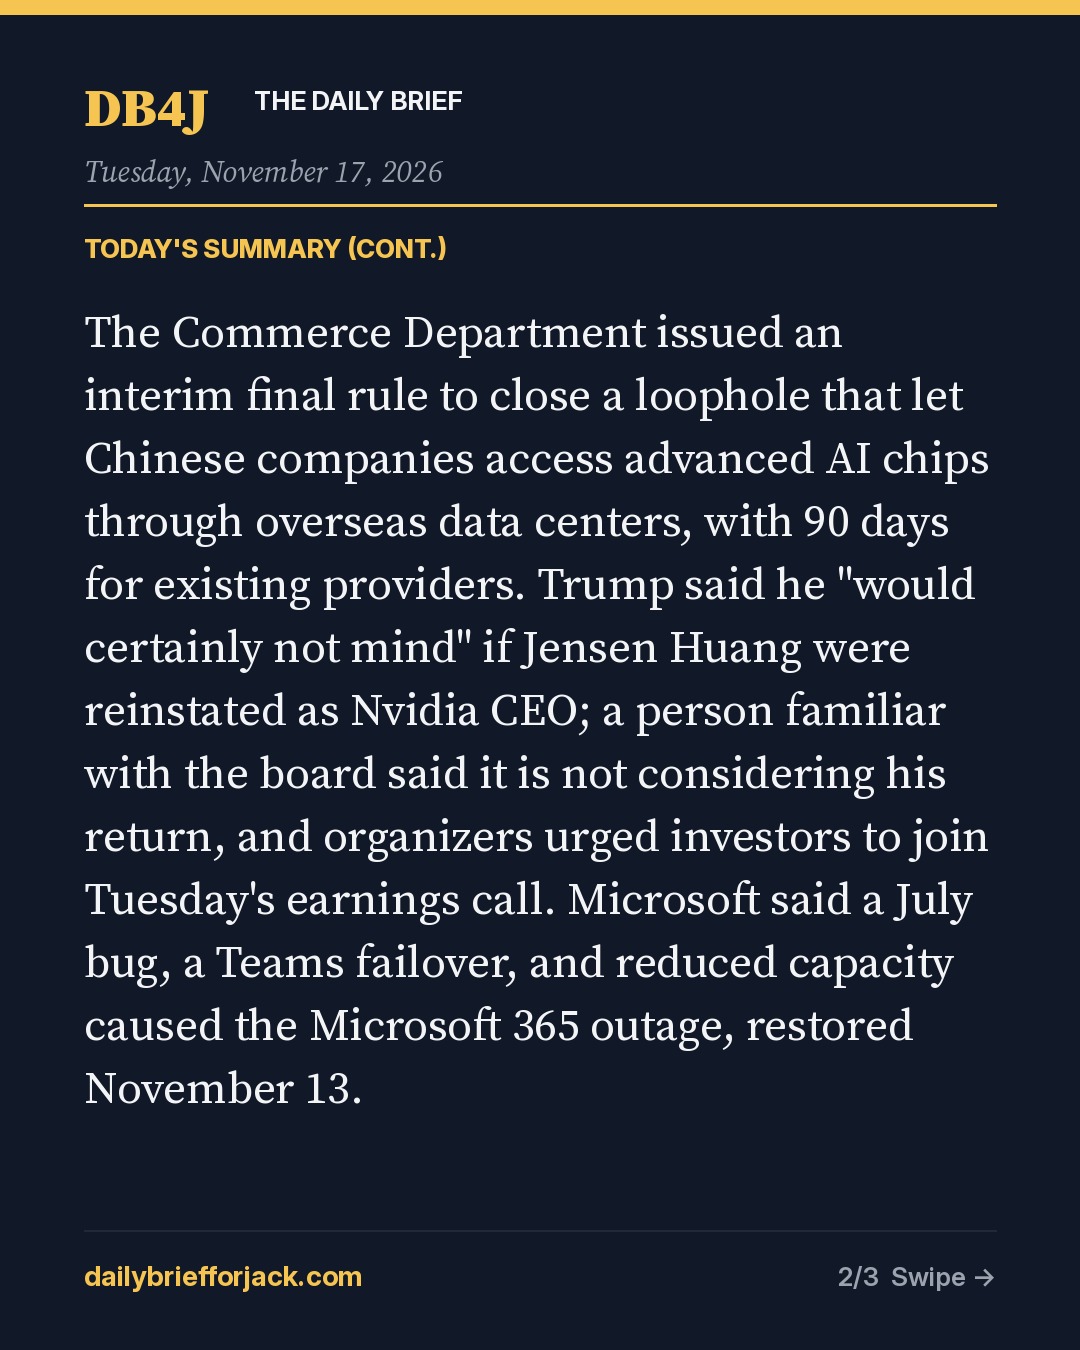 DB4J THE DAILY BRIEF
Tuesday, November 17, 2026
TODAY'S SUMMARY (CONT.)
The Commerce Department issued an
interim final rule to close a loophole that let
Chinese companies access advanced AI chips
through overseas data centers, with 90 days
for existing providers. Trump said he "would
certainly not mind" if Jensen Huang were
reinstated as Nvidia CEO; a person familiar
with the board said it is not considering his
return, and organizers urged investors to join
Tuesday's earnings call. Microsoft said a July
bug, a Teams failover, and reduced capacity
caused the Microsoft 365 outage, restored
November 13.
dailybriefforjack.com 2/3 Swipe →